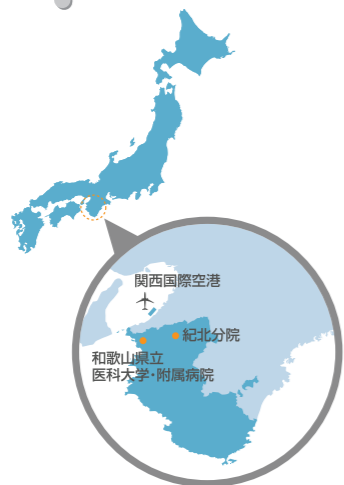 関西国際空港
紀北分院
和歌山県立
医科大学・附属病院